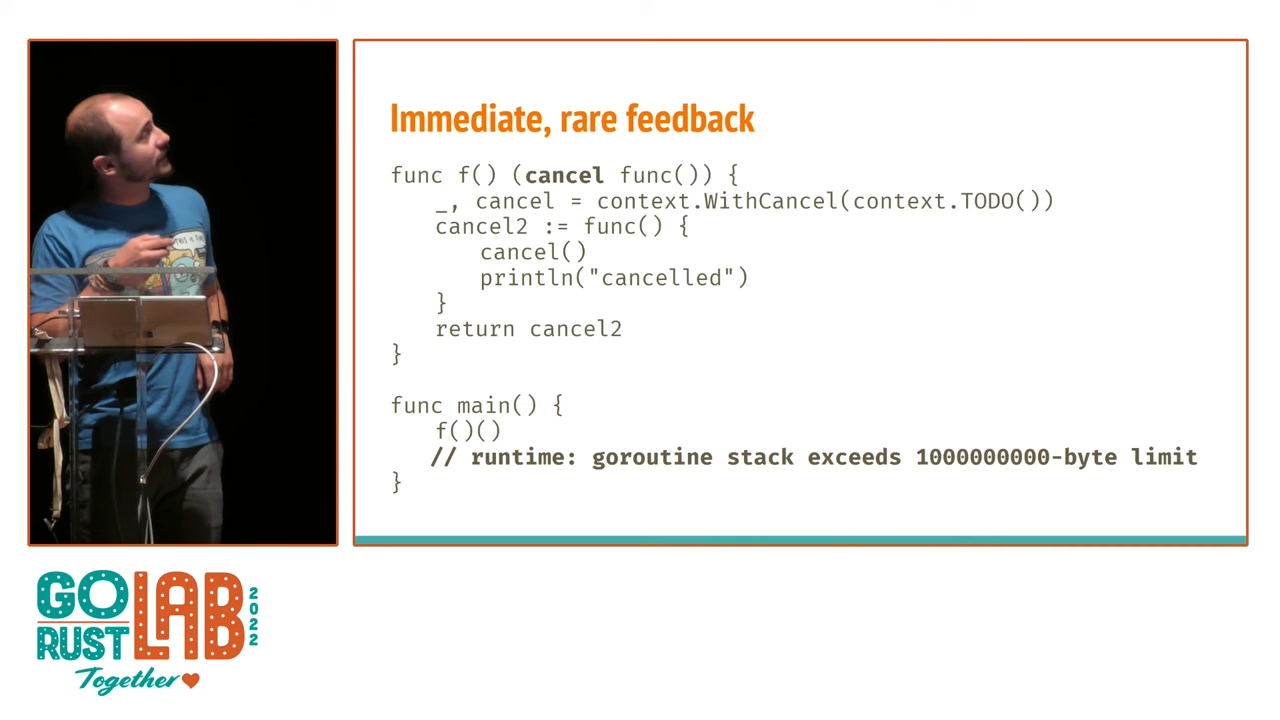 Immediate, rare feedback
func f() (cancel func()) {
_, cancel = context.WithCancel(context.TODO())
cancel2 := func() {
cancel()
println("cancelled")
}
return cancel2
}
func main() {
f()()
// runtime: goroutine stack exceeds 1000000000-byte limit
}
GO
RUST
LAB
2022
Together